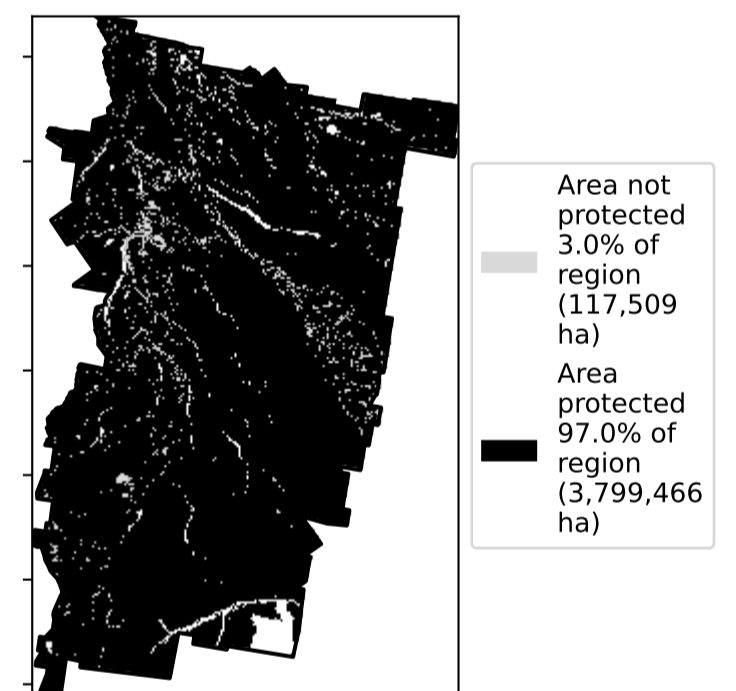 Area not
protected
3.0% of
region
(117,509
ha)
Area
protected
97.0% of
region
(3,799,466
ha)